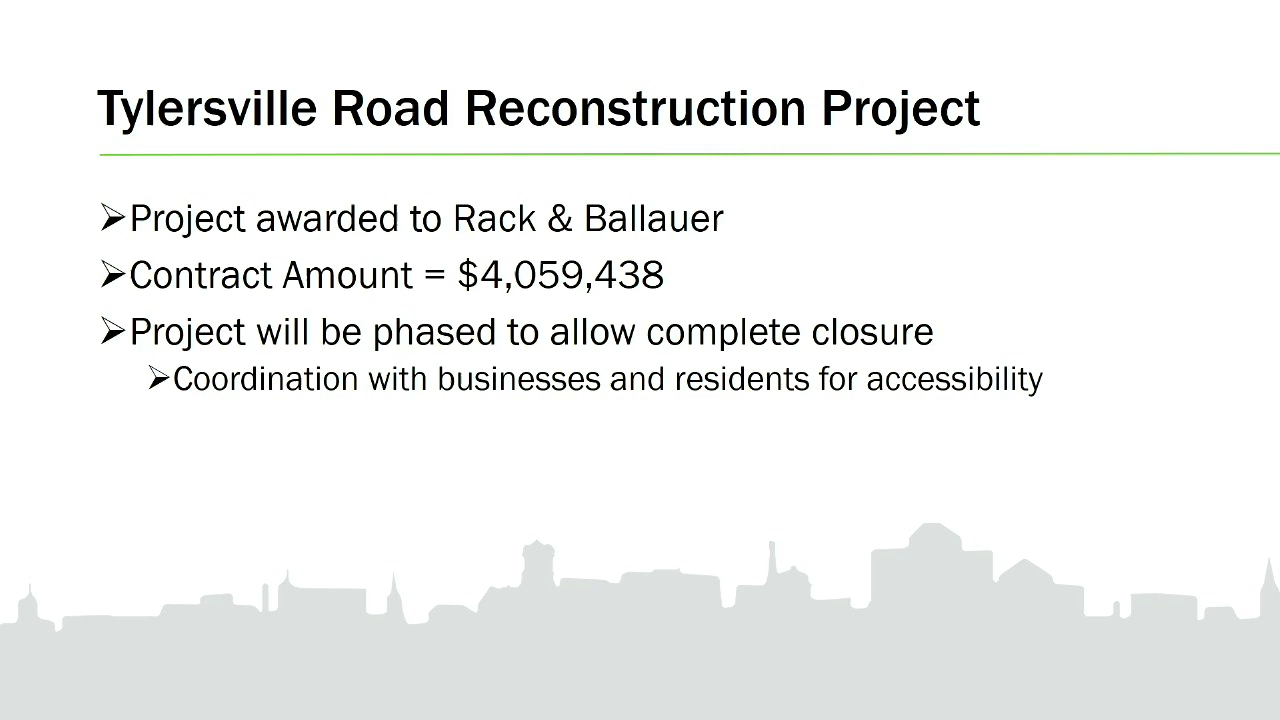 Tylersville Road Reconstruction Project
➢Project awarded to Rack & Ballauer
➢Contract Amount = $4,059,438
➢Project will be phased to allow complete closure
➢Coordination with businesses and residents for accessibility